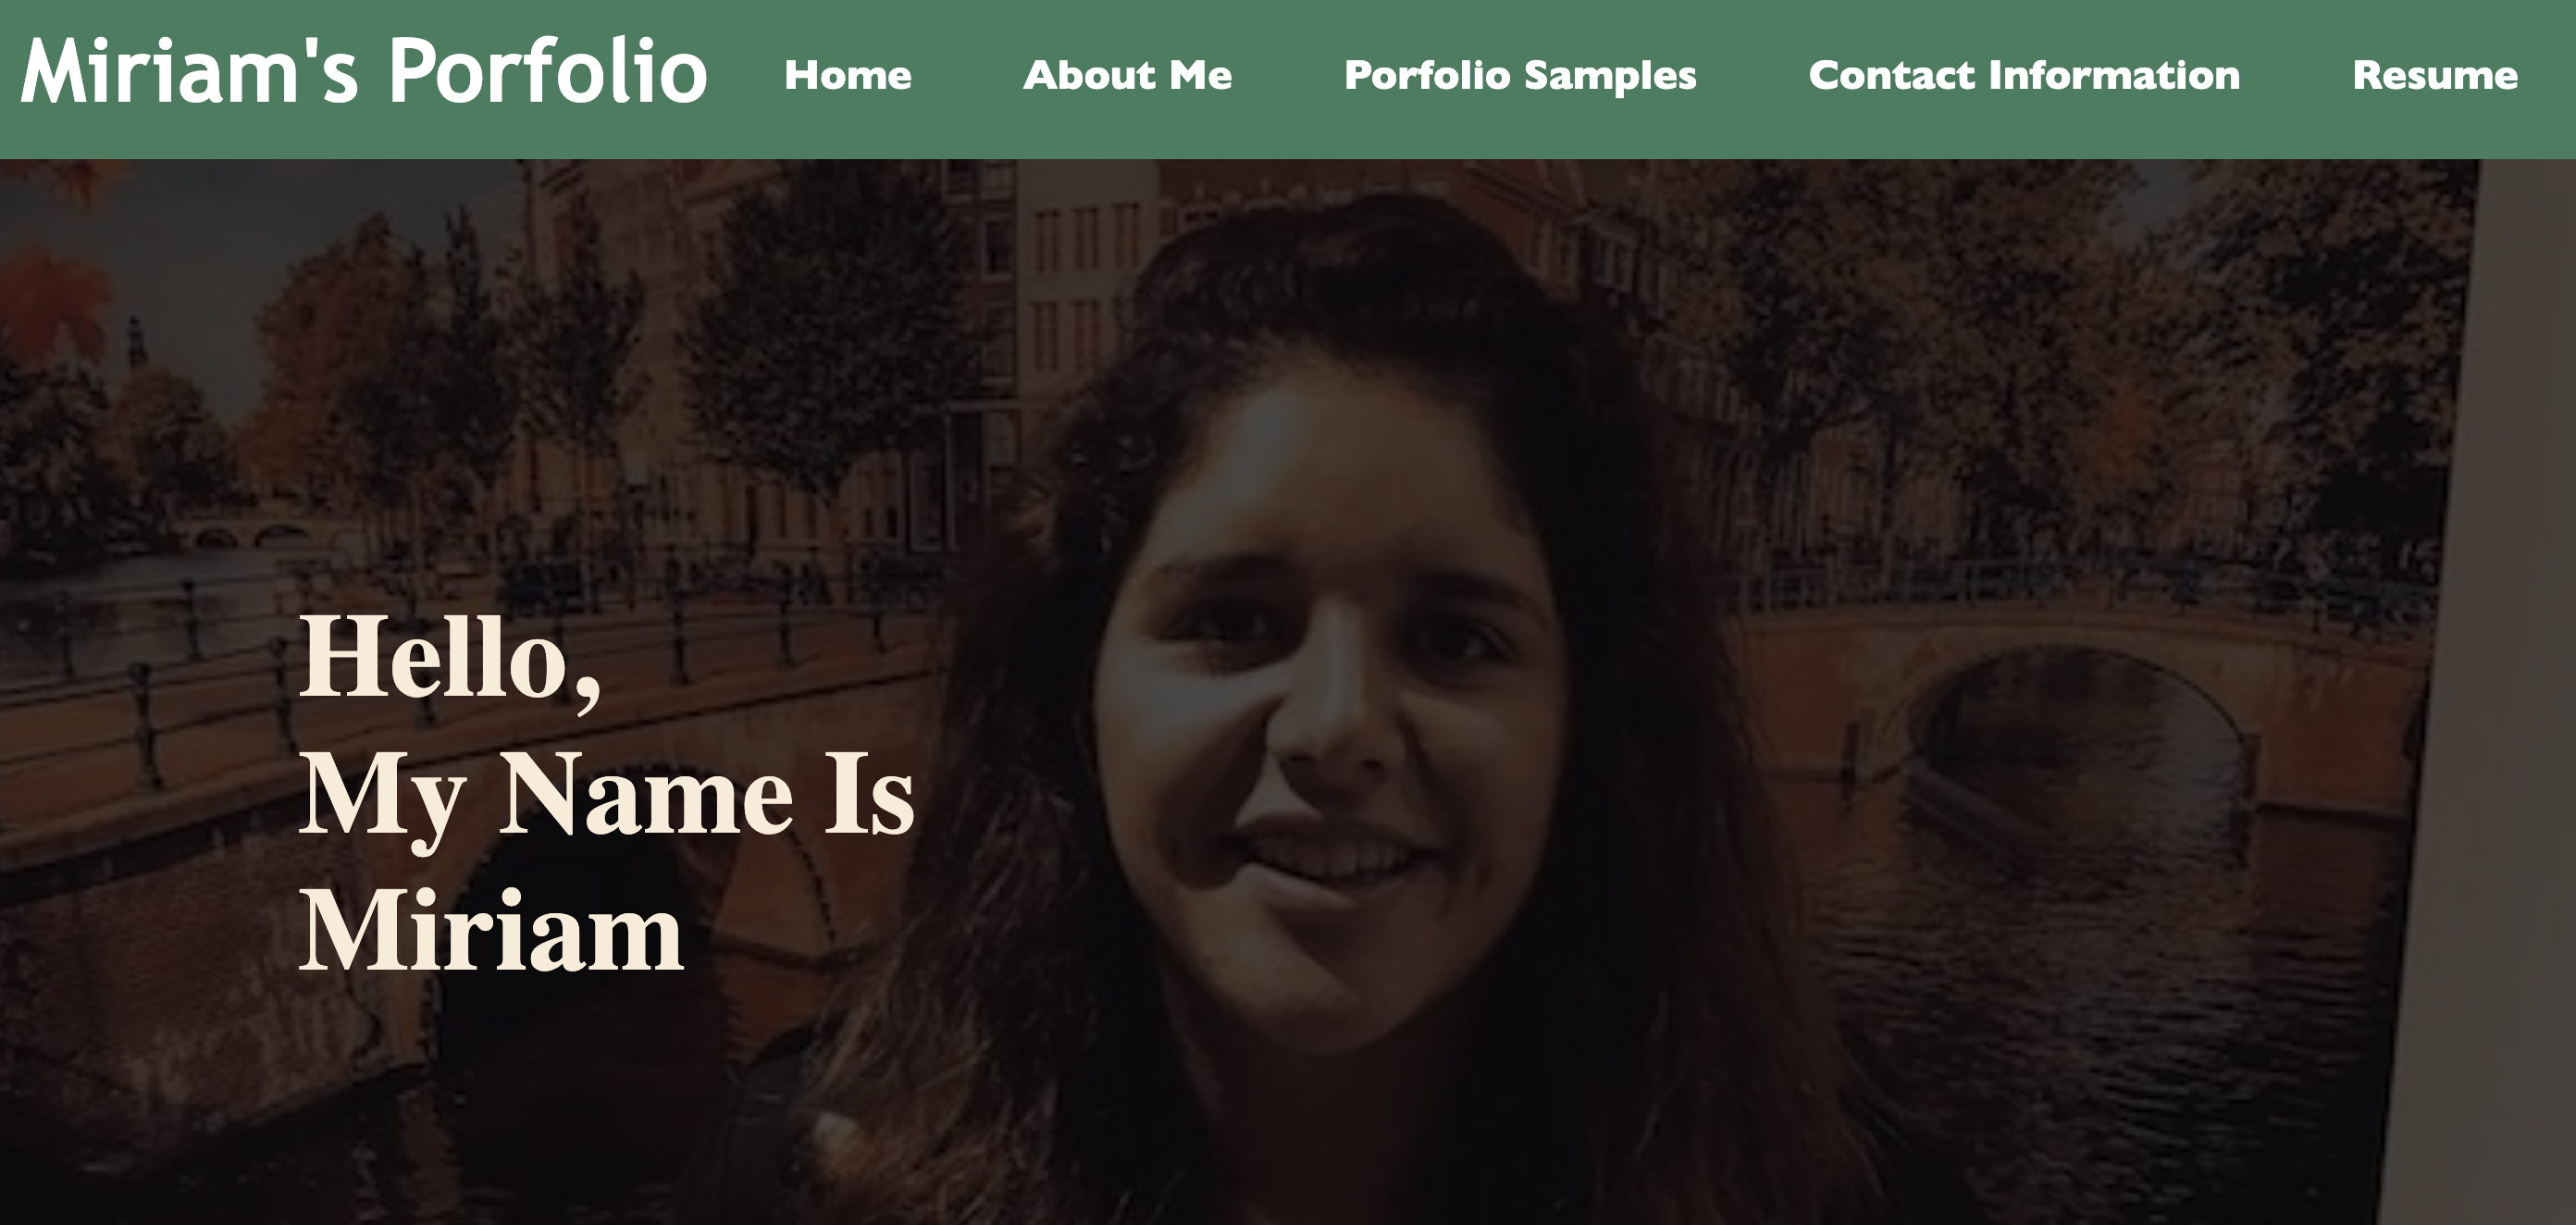 Miriam's Porfolio
Home
About Me
Porfolio Samples
Contact Information
Resume
Hello,
My Name Is
Miriam